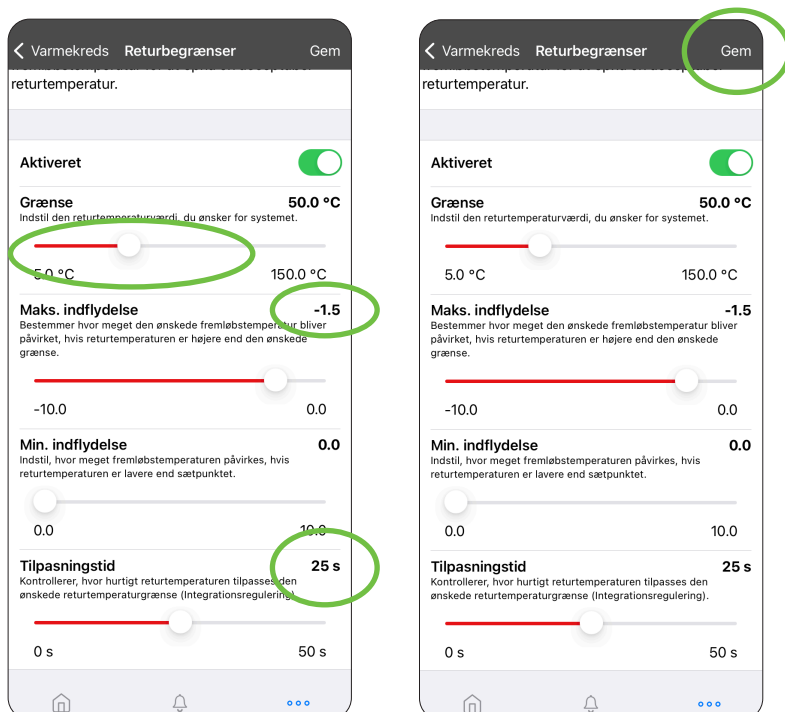 Varmekreds Returbegrænser Gem
returtemperatur.
Aktiveret
Grænse 50.0 °C
Indstil den returtemperaturværdi, du ønsker for systemet.
5.0 °C 150.0 °C
Maks. indflydelse -1.5
Bestemmer hvor meget den ønskede fremløbstemperatur bliver
påvirket, hvis returtemperaturen er højere end den ønskede
grænse.
-10.0 0.0
Min. indflydelse 0.0
Indstil, hvor meget fremløbstemperaturen påvirkes, hvis
returtemperaturen er lavere end sætpunktet.
0.0 10.0
Tilpasningstid 25 s
Kontrollerer, hvor hurtigt returtemperaturen tilpasses den
ønskede returtemperaturgrænse (Integrationsregulering).
0 s 50 s
Varmekreds Returbegrænser Gem
returtemperatur.
Aktiveret
Grænse 50.0 °C
Indstil den returtemperaturværdi, du ønsker for systemet.
5.0 °C 150.0 °C
Maks. indflydelse -1.5
Bestemmer hvor meget den ønskede fremløbstemperatur bliver
påvirket, hvis returtemperaturen er højere end den ønskede
grænse.
-10.0 0.0
Min. indflydelse 0.0
Indstil, hvor meget fremløbstemperaturen påvirkes, hvis
returtemperaturen er lavere end sætpunktet.
0.0 10.0
Tilpasningstid 25 s
Kontrollerer, hvor hurtigt returtemperaturen tilpasses den
ønskede returtemperaturgrænse (Integrationsregulering).
0 s 50 s